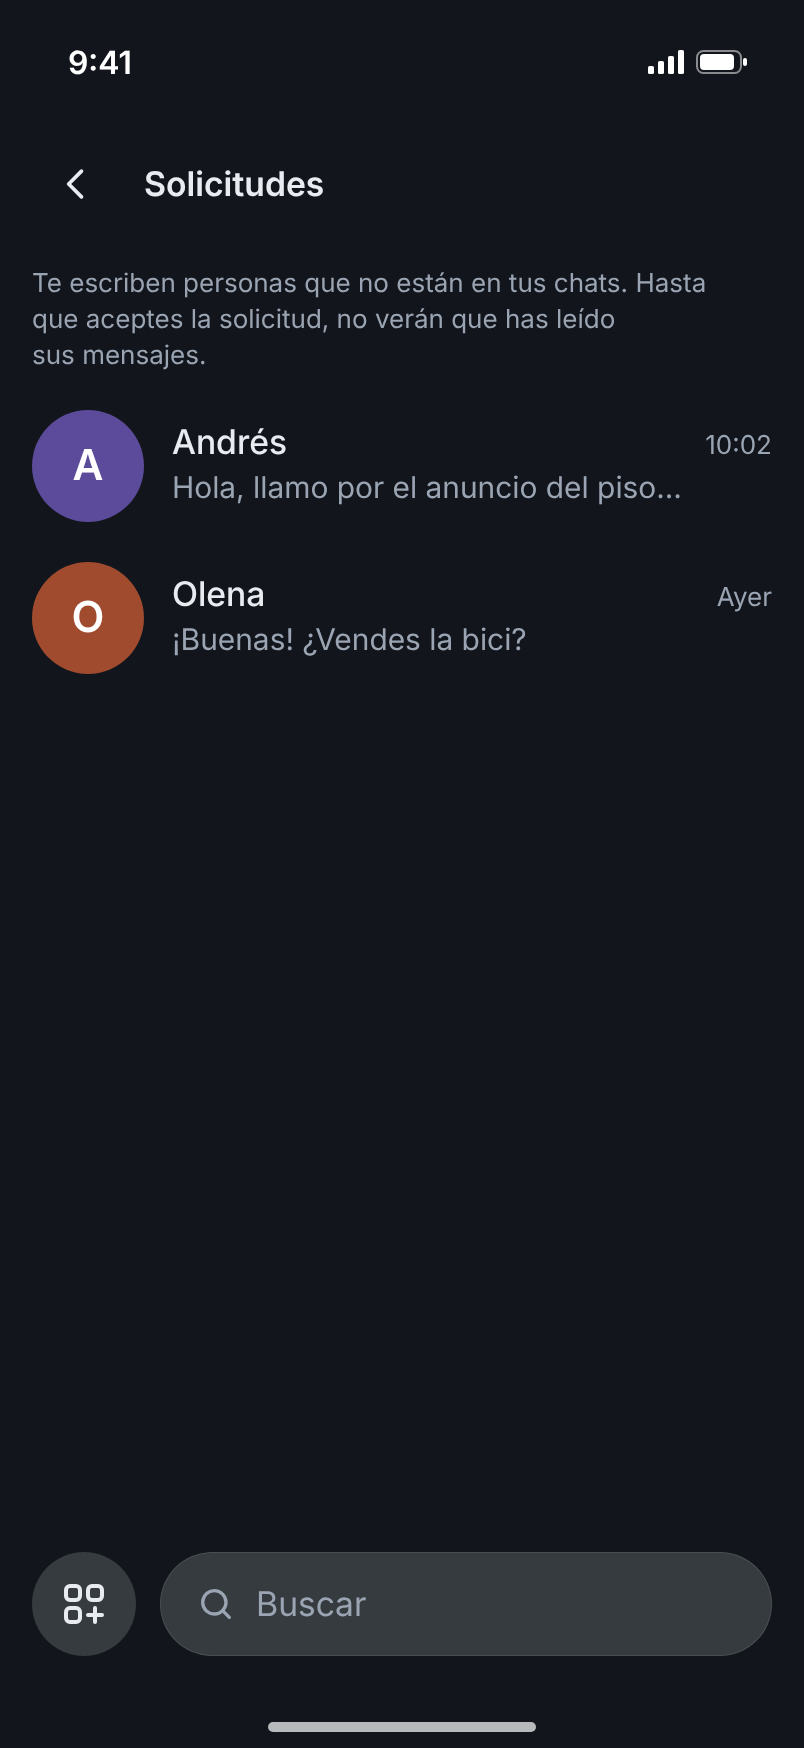 9:41
Solicitudes
Te escriben personas que no están en tus chats. Hasta
que aceptes la solicitud, no verán que has leído
sus mensajes.
A
Andrés
10:02
Hola, llamo por el anuncio del piso...
O
Olena
Ayer
¡Buenas! ¿Vendes la bici?
Buscar